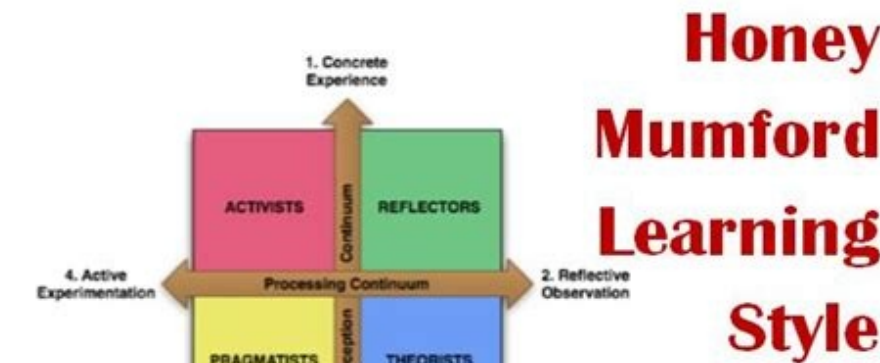 Honey
Mumford
Learning
Style
1. Concrete
Experience
ACTIVISTS
REFLECTORS
Continuum
4. Active
Experimentation
Processing Continuum
2. Reflective
Observation
PRAGMATISTS
THEORISTS